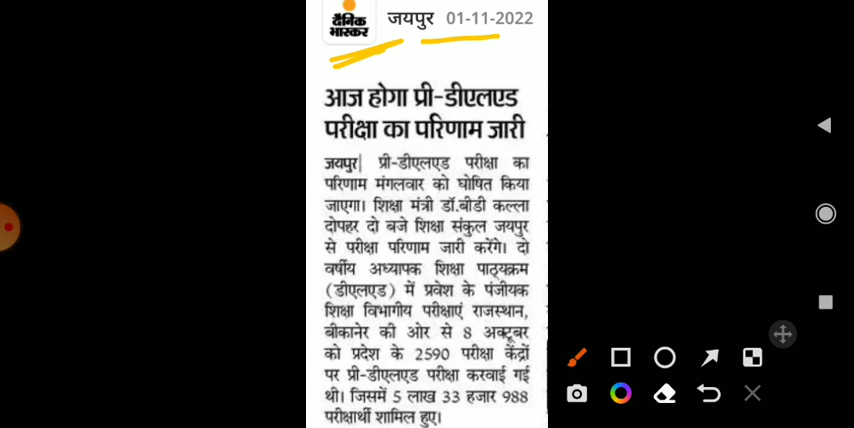 दैनिक
भास्कर
जयपुर 01-11-2022
आज होगा प्री-डीएलएड
परीक्षा का परिणाम जारी
जयपुर| प्री-डीएलएड परीक्षा का
परिणाम मंगलवार को घोषित किया
जाएगा। शिक्षा मंत्री डॉ.बीडी कल्ला
दोपहर दो बजे शिक्षा संकुल जयपुर
से परीक्षा परिणाम जारी करेंगे। दो
वर्षीय अध्यापक शिक्षा पाठ्यक्रम
(डीएलएड) में प्रवेश के पंजीयक
शिक्षा विभागीय परीक्षाएं राजस्थान,
बीकानेर की ओर से 8 अक्टूबर
को प्रदेश के 2590 परीक्षा केंद्रों
पर प्री-डीएलएड परीक्षा करवाई गई
थी। जिसमें 5 लाख 33 हजार 988
परीक्षार्थी शामिल हुए।